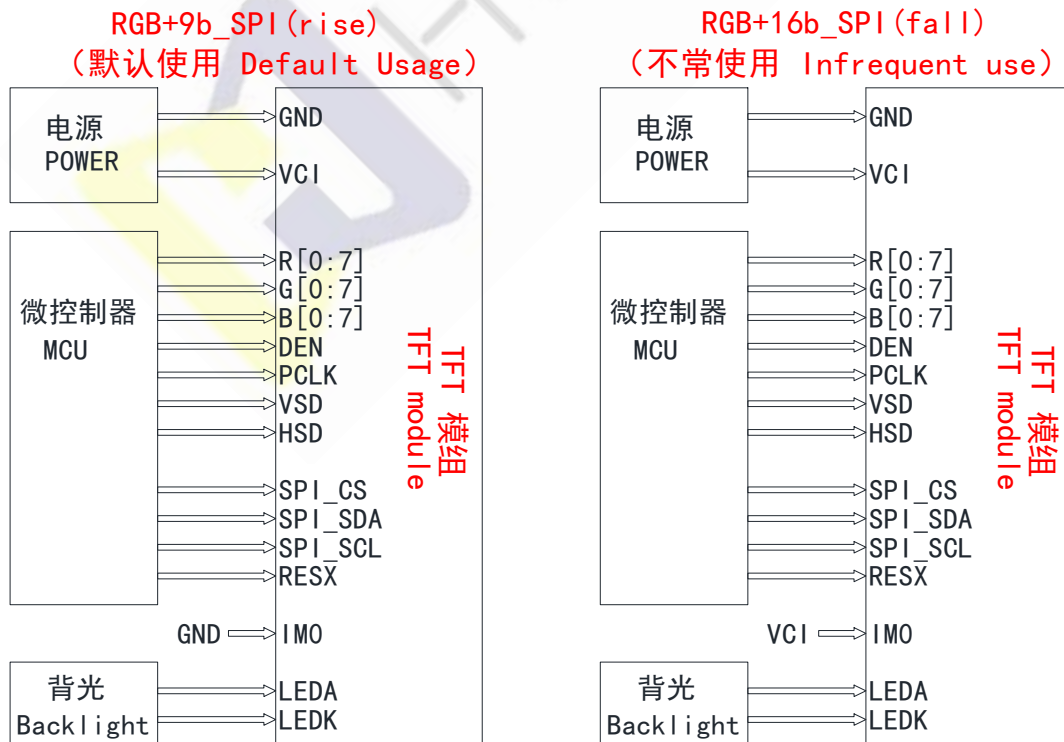 RGB+9b_SPI(rise)
（默认使用 Default Usage）
电源
POWER
GND
VCI
微控制器
MCU
R[0:7]
G[0:7]
B[0:7]
DEN
PCLK
VSD
HSD
SPI_CS
SPI_SDA
SPI_SCL
RESX
TFT 模组
TFT module
GND
IMO
背光
Backlight
LEDA
LEDK
RGB+16b_SPI(fall)
（不常使用 Infrequent use）
电源
POWER
GND
VCI
微控制器
MCU
R[0:7]
G[0:7]
B[0:7]
DEN
PCLK
VSD
HSD
SPI_CS
SPI_SDA
SPI_SCL
RESX
TFT 模组
TFT module
VCI
IMO
背光
Backlight
LEDA
LEDK